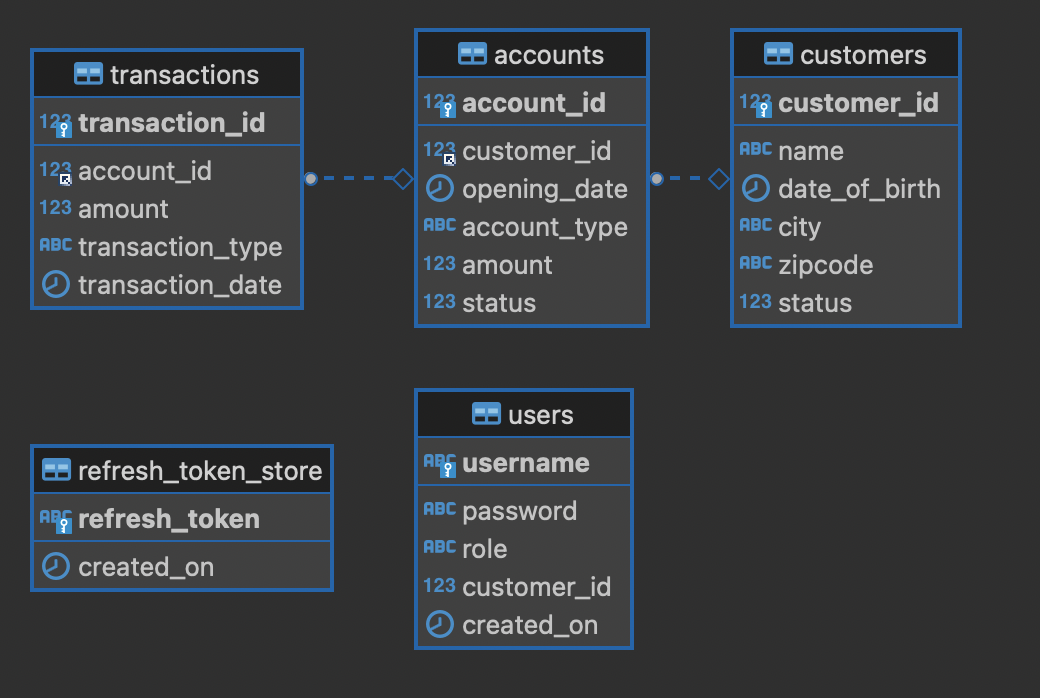 transactions
123 transaction_id
123 account_id
123 amount
ABC transaction_type
transaction_date
accounts
123 account_id
123 customer_id
opening_date
ABC account_type
123 amount
123 status
customers
123 customer_id
ABC name
date_of_birth
ABC city
ABC zipcode
123 status
refresh_token_store
ABC refresh_token
created_on
users
ABC username
ABC password
ABC role
123 customer_id
created_on